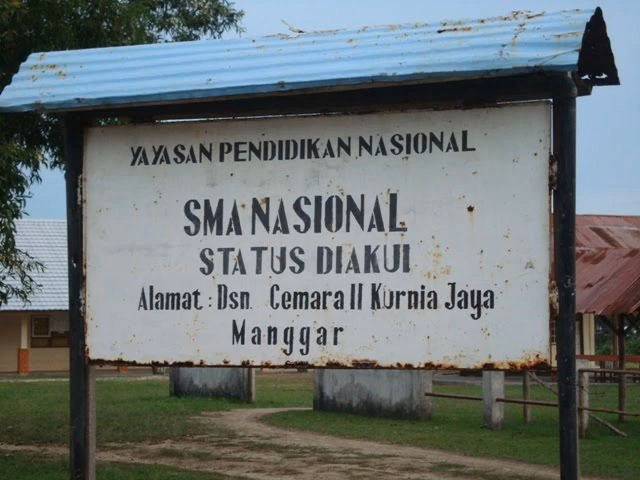 YAYASAN PENDIDIKAN NASIONAL
SMA NASIONAL
STATUS DIAKUI
Alamat : Dsn. Cemara II Kurnia Jaya
Manggar